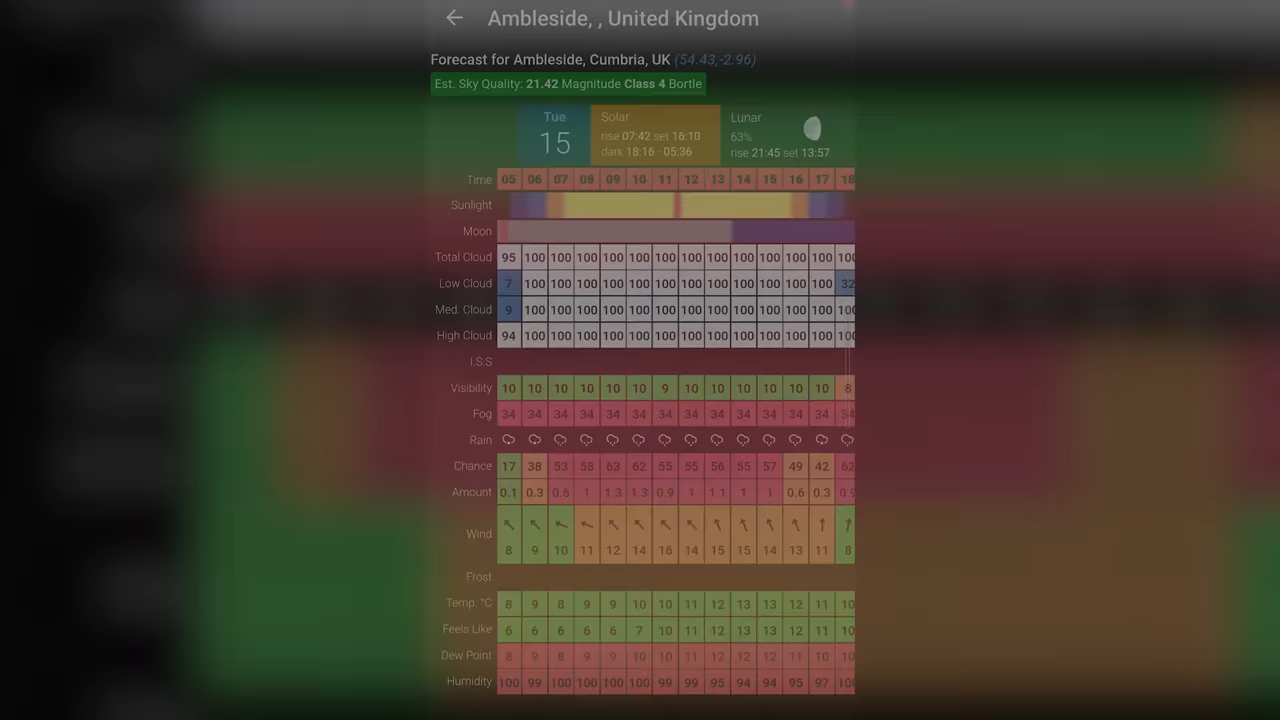 Ambleside, , United Kingdom
Forecast for Ambleside, Cumbria, UK (54.43,-2.96)
Est. Sky Quality: 21.42 Magnitude Class 4 Bortle
Tue
15
Solar
rise 07:42 set 16:10
dark 18:16 - 05:36
Lunar
63%
rise 21:45 set 13:57
Time 05 06 07 08 09 10 11 12 13 14 15 16 17 18
Sunlight
Moon
Total Cloud 95 100 100 100 100 100 100 100 100 100 100 100 100 100
Low Cloud 7 100 100 100 100 100 100 100 100 100 100 100 100 32
Med. Cloud 9 100 100 100 100 100 100 100 100 100 100 100 100 100
High Cloud 94 100 100 100 100 100 100 100 100 100 100 100 100 100
I.S.S
Visibility 10 10 10 10 10 10 9 10 10 10 10 10 10 8
Fog 34 34 34 34 34 34 34 34 34 34 34 34 34 34
Rain
Chance 17 38 53 58 63 62 55 55 56 55 57 49 42 62
Amount 0.1 0.3 0.6 1 1.3 1.3 0.9 1 1.1 1 1 0.6 0.3 0.9
Wind 8 9 10 11 12 14 16 14 15 15 14 13 11 8
Frost
Temp. °C 8 9 8 9 9 10 10 11 12 13 13 12 11 10
Feels Like 6 6 6 6 6 7 10 11 12 13 13 12 11 10
Dew Point 8 9 8 9 9 10 10 11 12 12 12 11 10 10
Humidity 100 99 100 100 100 100 99 99 95 94 94 95 97 100